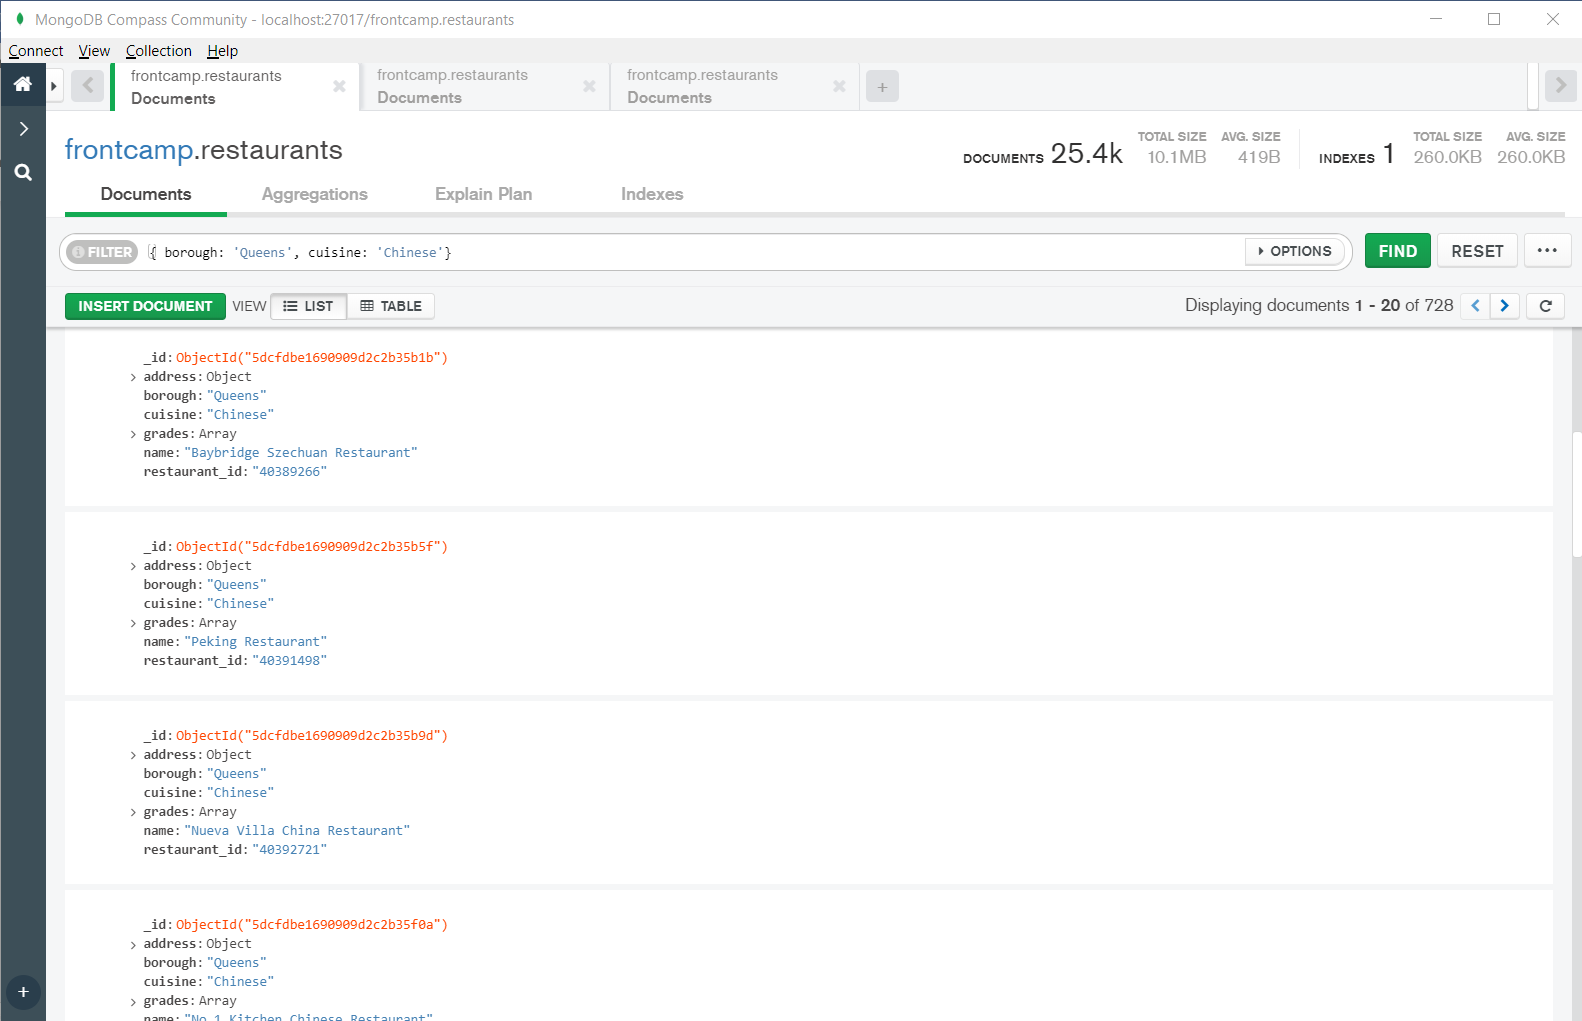 MongoDB Compass Community - localhost:27017/frontcamp.restaurants
Connect View Collection Help
frontcamp.restaurants
Documents
frontcamp.restaurants
Documents
frontcamp.restaurants
Documents
frontcamp.restaurants
DOCUMENTS 25.4k TOTAL SIZE 10.1MB AVG. SIZE 419B INDEXES 1 TOTAL SIZE 260.0KB AVG. SIZE 260.0KB
Documents Aggregations Explain Plan Indexes
FILTER { borough: 'Queens', cuisine: 'Chinese'} OPTIONS FIND RESET ...
INSERT DOCUMENT VIEW LIST TABLE Displaying documents 1 - 20 of 728
_id: ObjectId("5dcfdbe1690909d2c2b35b1b")
address: Object
borough: "Queens"
cuisine: "Chinese"
grades: Array
name: "Baybridge Szechuan Restaurant"
restaurant_id: "40389266"
_id: ObjectId("5dcfdbe1690909d2c2b35b5f")
address: Object
borough: "Queens"
cuisine: "Chinese"
grades: Array
name: "Peking Restaurant"
restaurant_id: "40391498"
_id: ObjectId("5dcfdbe1690909d2c2b35b9d")
address: Object
borough: "Queens"
cuisine: "Chinese"
grades: Array
name: "Nueva Villa China Restaurant"
restaurant_id: "40392721"
_id: ObjectId("5dcfdbe1690909d2c2b35f0a")
address: Object
borough: "Queens"
cuisine: "Chinese"
grades: Array
name: "No.1 Kitchen Chinese Restaurant"